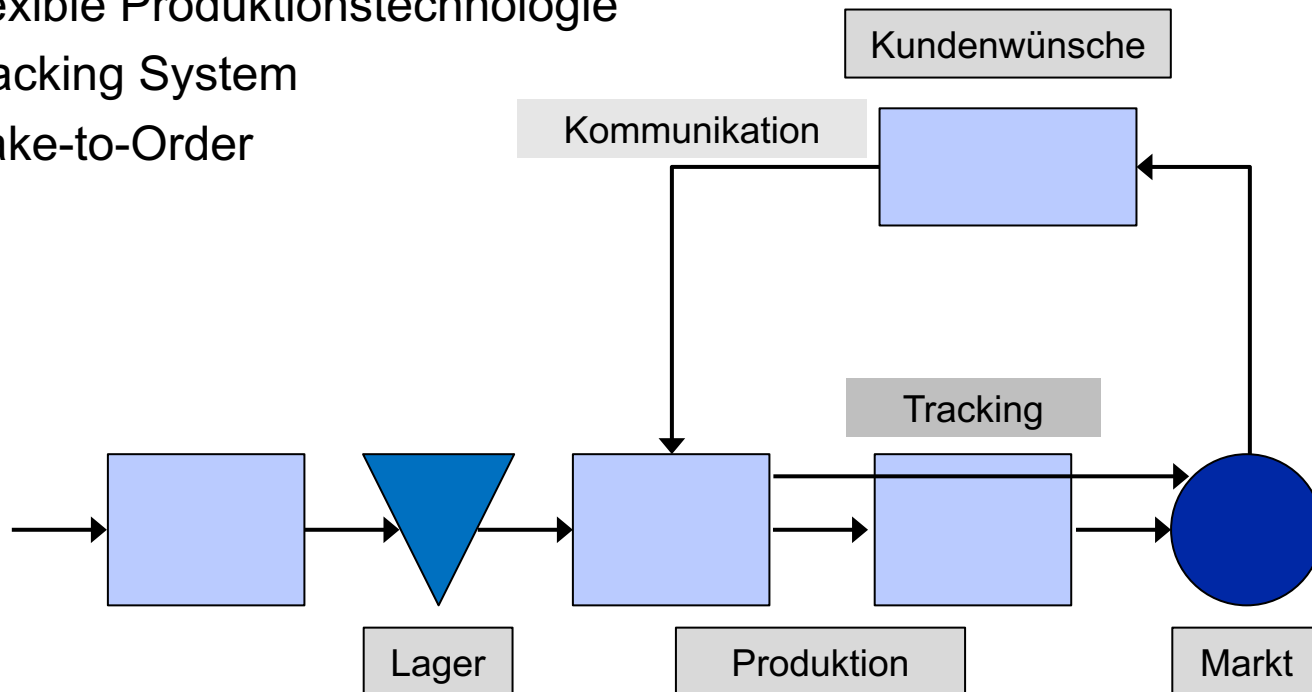 exible Produktionstechnologie
acking System
ake-to-Order
Kundenwünsche
Kommunikation
Tracking
Lager
Produktion
Markt